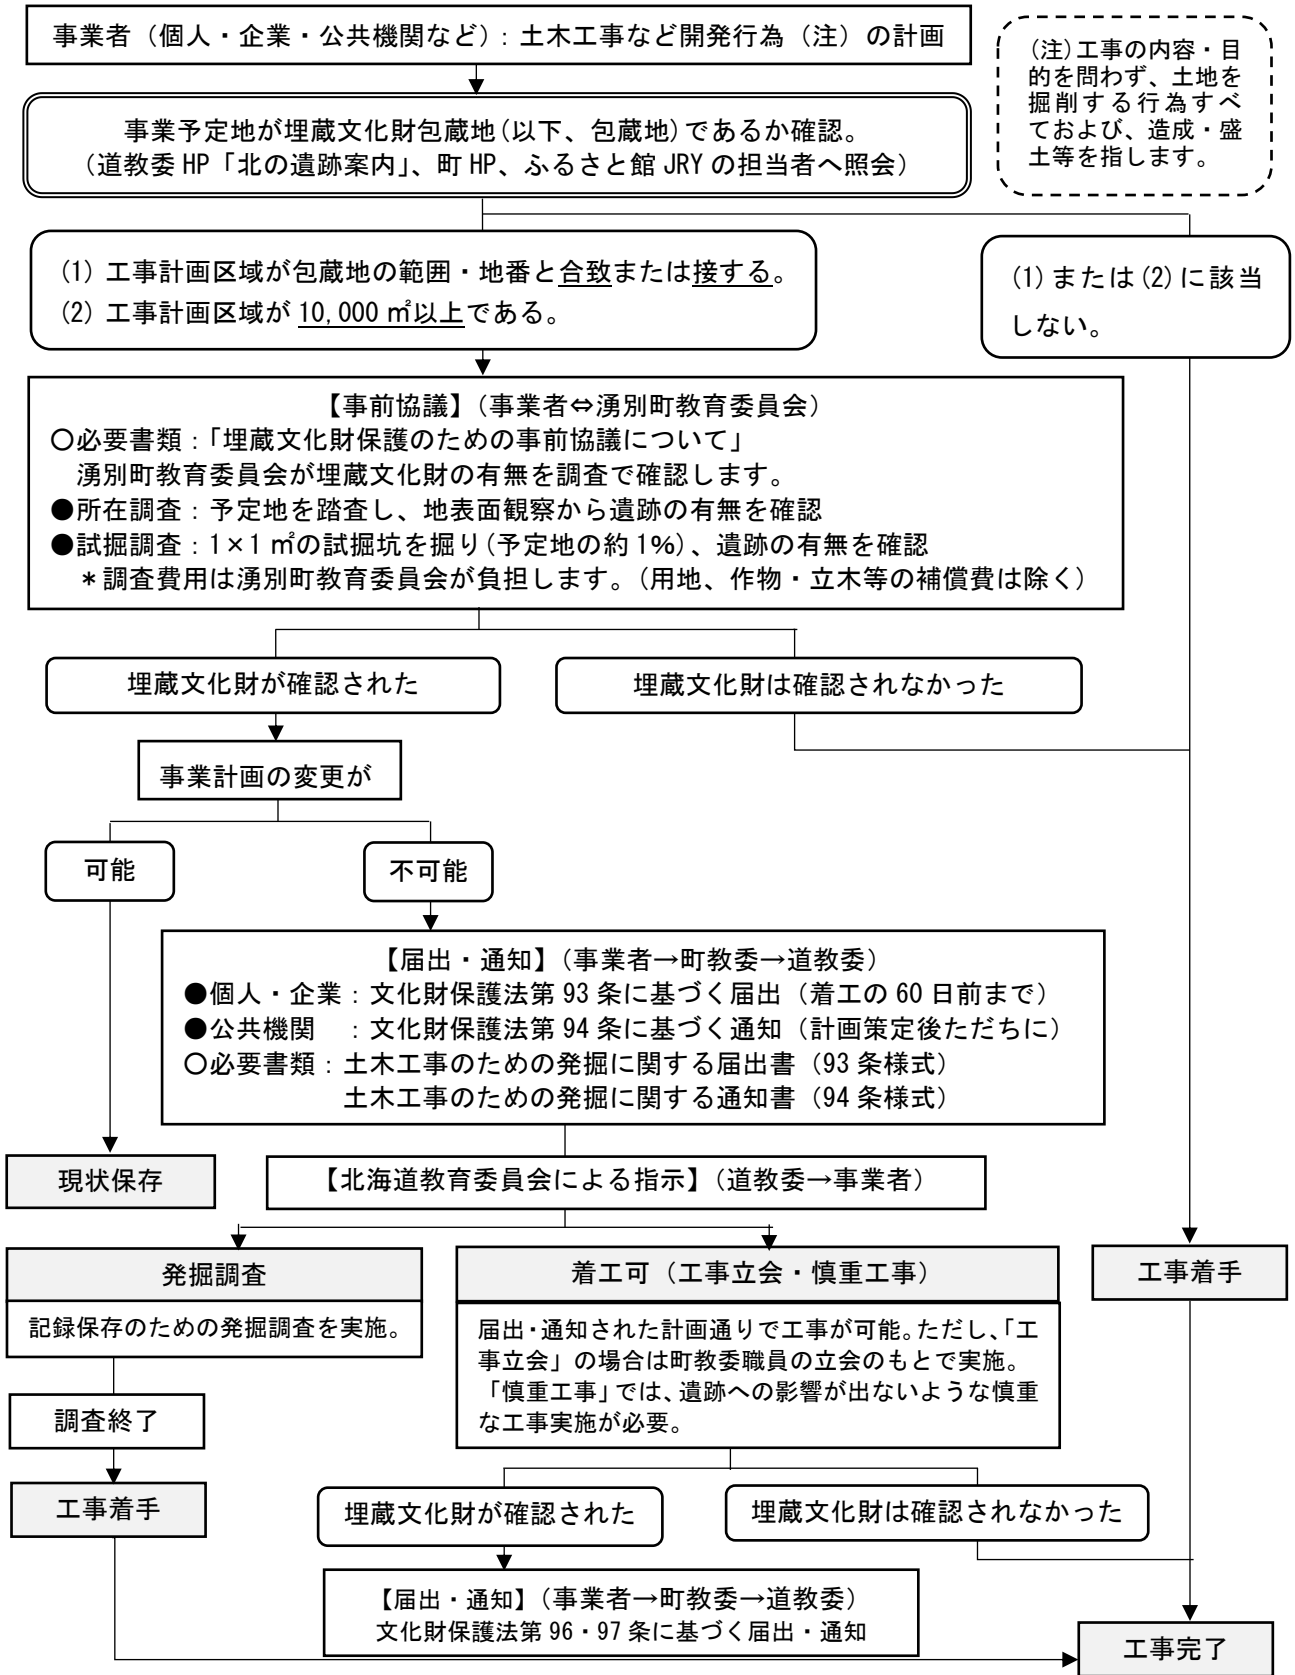 事業者（個人・企業・公共機関など）：土木工事など開発行為（注）の計画
(注)工事の内容・目
的を問わず、土地を
掘削する行為すべ
ておよび、造成・盛
土等を指します。
事業予定地が埋蔵文化財包蔵地(以下、包蔵地)であるか確認。
(道教委 HP「北の遺跡案内」、町 HP、ふるさと館 JRY の担当者へ照会)
(1) 工事計画区域が包蔵地の範囲・地番と合致または接する。
(2) 工事計画区域が 10,000 ㎡以上である。
(1)または(2)に該当
しない。
【事前協議】(事業者⇔湧別町教育委員会)
〇必要書類：「埋蔵文化財保護のための事前協議について」
湧別町教育委員会が埋蔵文化財の有無を調査で確認します。
●所在調査：予定地を踏査し、地表面観察から遺跡の有無を確認
●試掘調査：1×1 ㎡の試掘坑を掘り(予定地の約 1%)、遺跡の有無を確認
＊調査費用は湧別町教育委員会が負担します。(用地、作物・立木等の補償費は除く)
埋蔵文化財が確認された
埋蔵文化財は確認されなかった
事業計画の変更が
可能
不可能
【届出・通知】(事業者→町教委→道教委)
●個人・企業：文化財保護法第 93 条に基づく届出（着工の 60 日前まで）
●公共機関　：文化財保護法第 94 条に基づく通知（計画策定後ただちに）
〇必要書類：土木工事のための発掘に関する届出書（93 条様式）
土木工事のための発掘に関する通知書（94 条様式）
現状保存
【北海道教育委員会による指示】(道教委→事業者)
発掘調査
記録保存のための発掘調査を実施。
着工可（工事立会・慎重工事）
届出・通知された計画通りで工事が可能。ただし、「工
事立会」の場合は町教委職員の立会のもとで実施。
「慎重工事」では、遺跡への影響が出ないような慎重
な工事実施が必要。
工事着手
調査終了
工事着手
埋蔵文化財が確認された
埋蔵文化財は確認されなかった
【届出・通知】（事業者→町教委→道教委）
文化財保護法第 96・97 条に基づく届出・通知
工事完了